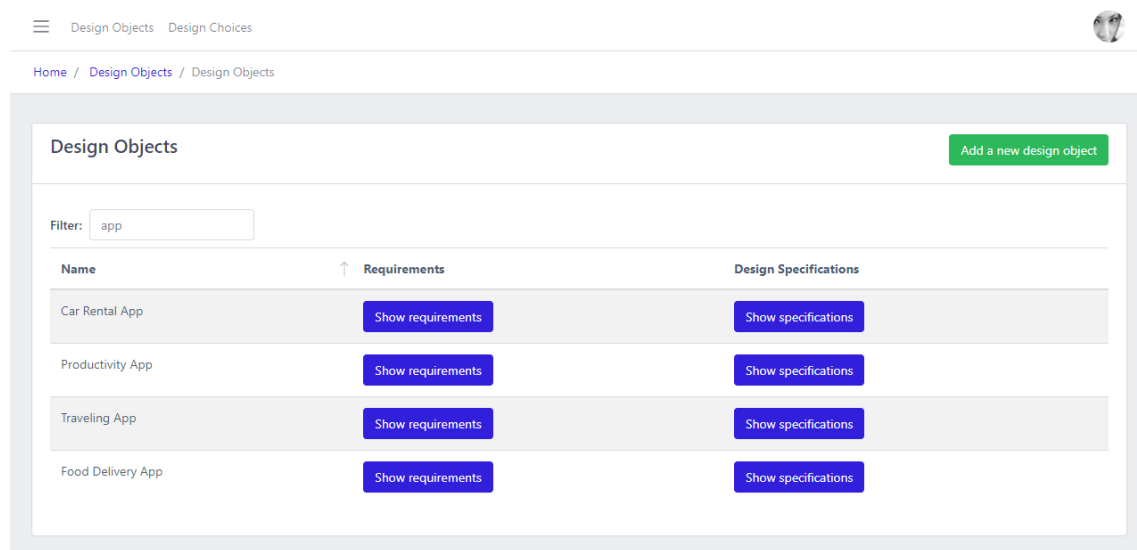 Design Objects Design Choices
Home / Design Objects / Design Objects
Design Objects Add a new design object
Filter: app
Name Requirements Design Specifications
Car Rental App Show requirements Show specifications
Productivity App Show requirements Show specifications
Traveling App Show requirements Show specifications
Food Delivery App Show requirements Show specifications